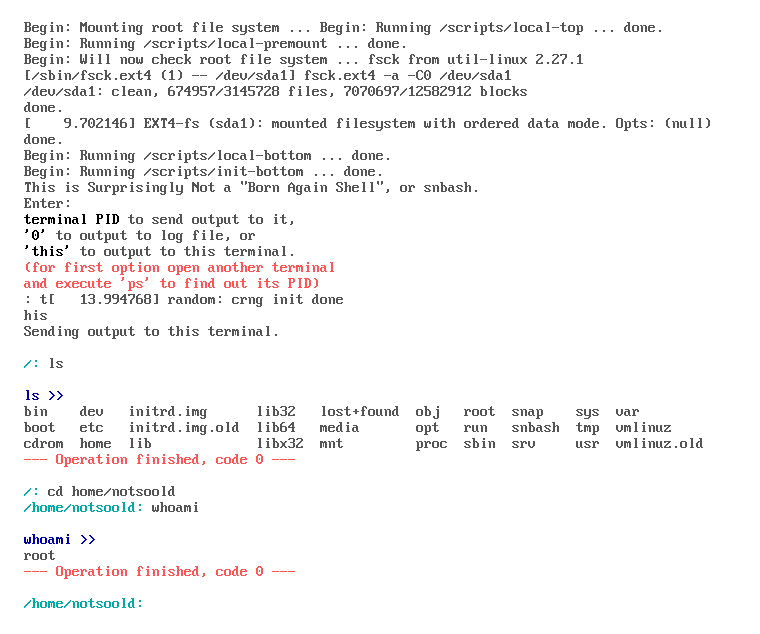 Begin: Mounting root file system ... Begin: Running /scripts/local-top ... done.
Begin: Running /scripts/local-premount ... done.
Begin: Will now check root file system ... fsck from util-linux 2.27.1
[/sbin/fsck.ext4 (1) -- /dev/sda1] fsck.ext4 -a -C0 /dev/sda1
/dev/sda1: clean, 674957/3145728 files, 7070697/12582912 blocks
done.
[    9.702146] EXT4-fs (sda1): mounted filesystem with ordered data mode. Opts: (null)
done.
Begin: Running /scripts/local-bottom ... done.
Begin: Running /scripts/init-bottom ... done.
This is Surprisingly Not a "Born Again Shell", or snbash.
Enter:
terminal PID to send output to it,
'0' to output to log file, or
'this' to output to this terminal.
(for first option open another terminal
and execute 'ps' to find out its PID)
: t[   13.994768] random: crng init done
his
Sending output to this terminal.
/: ls
ls >>
bin    dev   initrd.img      lib32   lost+found  obj   root  snap    sys  var
boot   etc   initrd.img.old  lib64   media       opt   run   snbash  tmp  vmlinuz
cdrom  home  lib             libx32  mnt         proc  sbin  srv     usr  vmlinuz.old
--- Operation finished, code 0 ---
/: cd home/notsoold
/home/notsoold: whoami
whoami >>
root
--- Operation finished, code 0 ---
/home/notsoold: